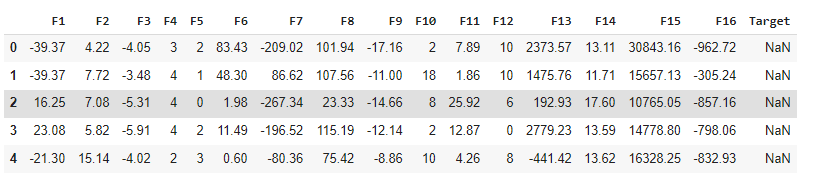 F1 F2 F3 F4 F5 F6 F7 F8 F9 F10 F11 F12 F13 F14 F15 F16 Target
0 -39.37 4.22 -4.05 3 2 83.43 -209.02 101.94 -17.16 2 7.89 10 2373.57 13.11 30843.16 -962.72 NaN
1 -39.37 7.72 -3.48 4 1 48.30 86.62 107.56 -11.00 18 1.86 10 1475.76 11.71 15657.13 -305.24 NaN
2 16.25 7.08 -5.31 4 0 1.98 -267.34 23.33 -14.66 8 25.92 6 192.93 17.60 10765.05 -857.16 NaN
3 23.08 5.82 -5.91 4 2 11.49 -196.52 115.19 -12.14 2 12.87 0 2779.23 13.59 14778.80 -798.06 NaN
4 -21.30 15.14 -4.02 2 3 0.60 -80.36 75.42 -8.86 10 4.26 8 -441.42 13.62 16328.25 -832.93 NaN